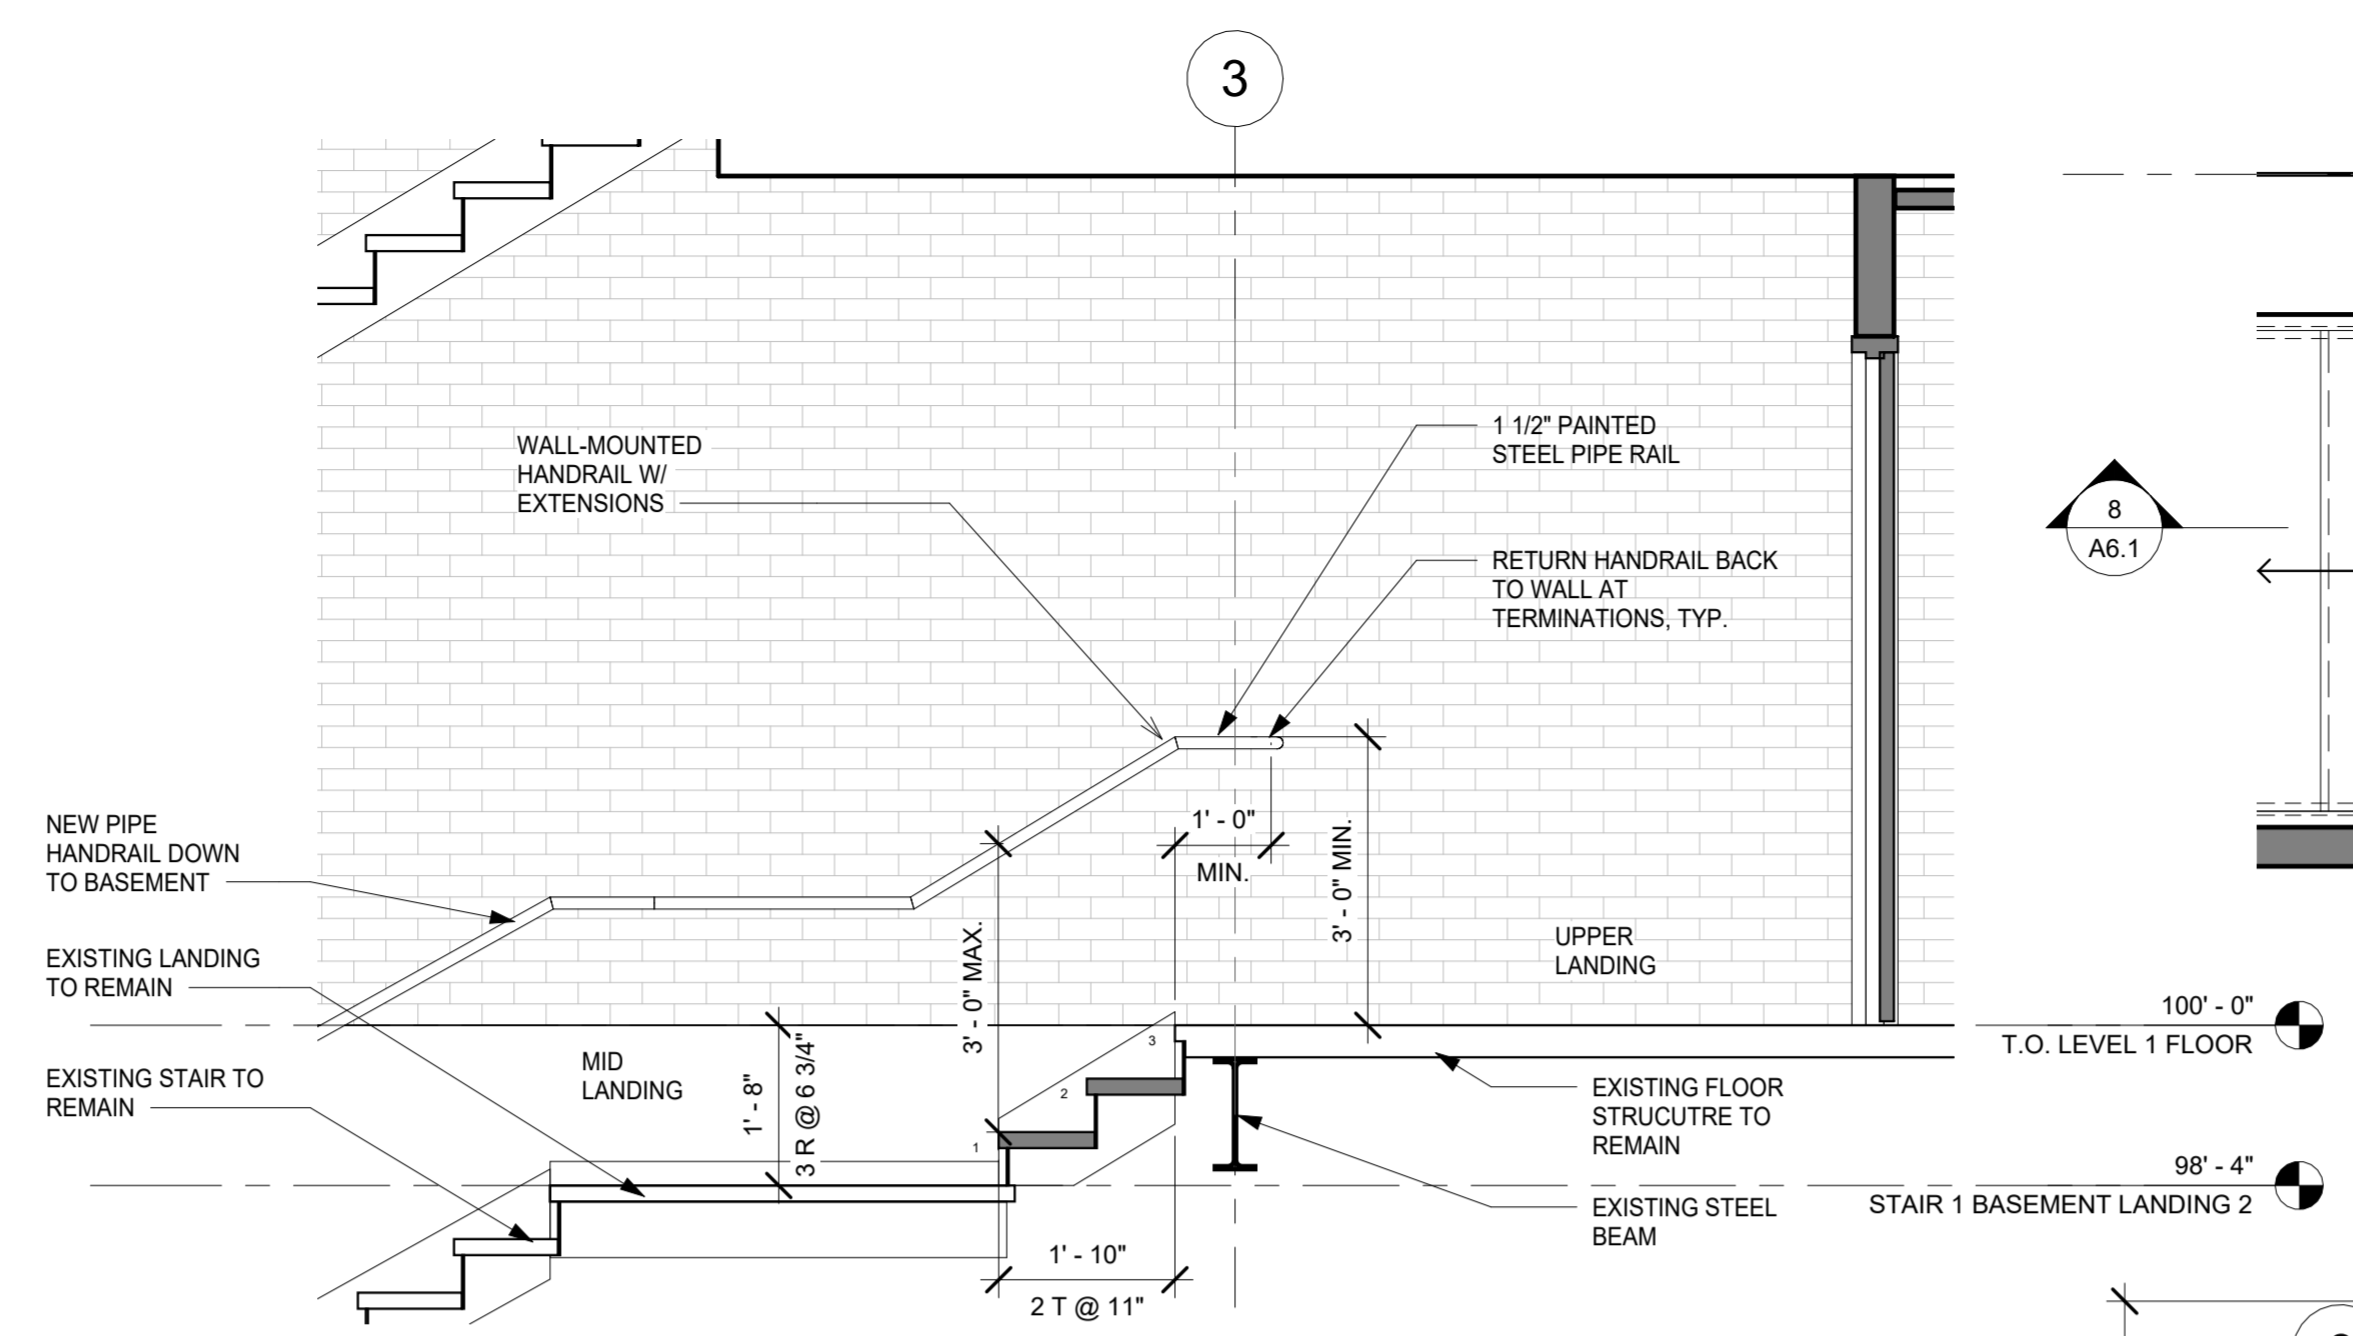 3
WALL-MOUNTED
HANDRAIL W/
EXTENSIONS
1 1/2" PAINTED
STEEL PIPE RAIL
RETURN HANDRAIL BACK
TO WALL AT
TERMINATIONS, TYP.
8
A6.1
NEW PIPE
HANDRAIL DOWN
TO BASEMENT
EXISTING LANDING
TO REMAIN
EXISTING STAIR TO
REMAIN
MID
LANDING
1' - 8"
3 R @ 6 3/4"
3' - 0" MAX.
1' - 0"
MIN.
3' - 0" MIN.
UPPER
LANDING
1
2
3
1' - 10"
2 T @ 11"
EXISTING FLOOR
STRUCUTRE TO
REMAIN
EXISTING STEEL
BEAM
100' - 0"
T.O. LEVEL 1 FLOOR
98' - 4"
STAIR 1 BASEMENT LANDING 2